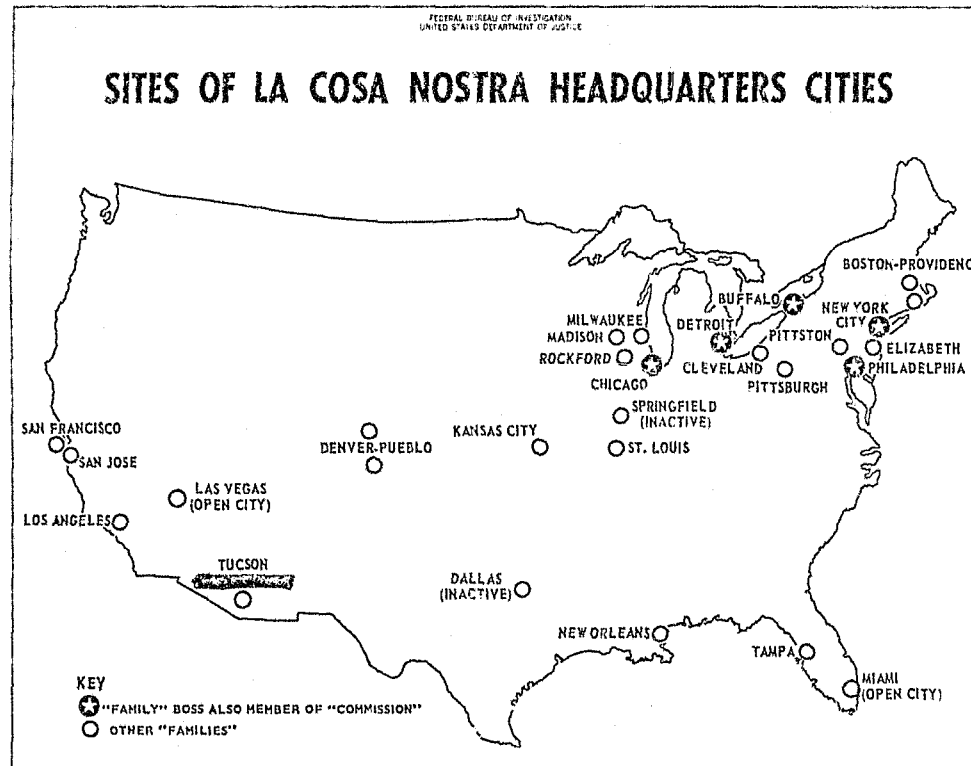 FEDERAL BUREAU OF INVESTIGATION
UNITED STATES DEPARTMENT OF JUSTICE
SITES OF LA COSA NOSTRA HEADQUARTERS CITIES
BOSTON-PROVIDENC
BUFFALO
NEW YORK
CITY
MILWAUKEE
DETROIT
MADISON
PITTSTON
ELIZABETH
ROCKFORD
CLEVELAND
PHILADELPHIA
CHICAGO
PITTSBURGH
SPRINGFIELD
(INACTIVE)
SAN FRANCISCO
KANSAS CITY
DENVER-PUEBLO
ST. LOUIS
SAN JOSE
LAS VEGAS
(OPEN CITY)
LOS ANGELES
TUCSON
DALLAS
(INACTIVE)
NEW ORLEANS
TAMPA
MIAMI
(OPEN CITY)
KEY
"FAMILY" BOSS ALSO MEMBER OF "COMMISSION"
OTHER "FAMILIES"